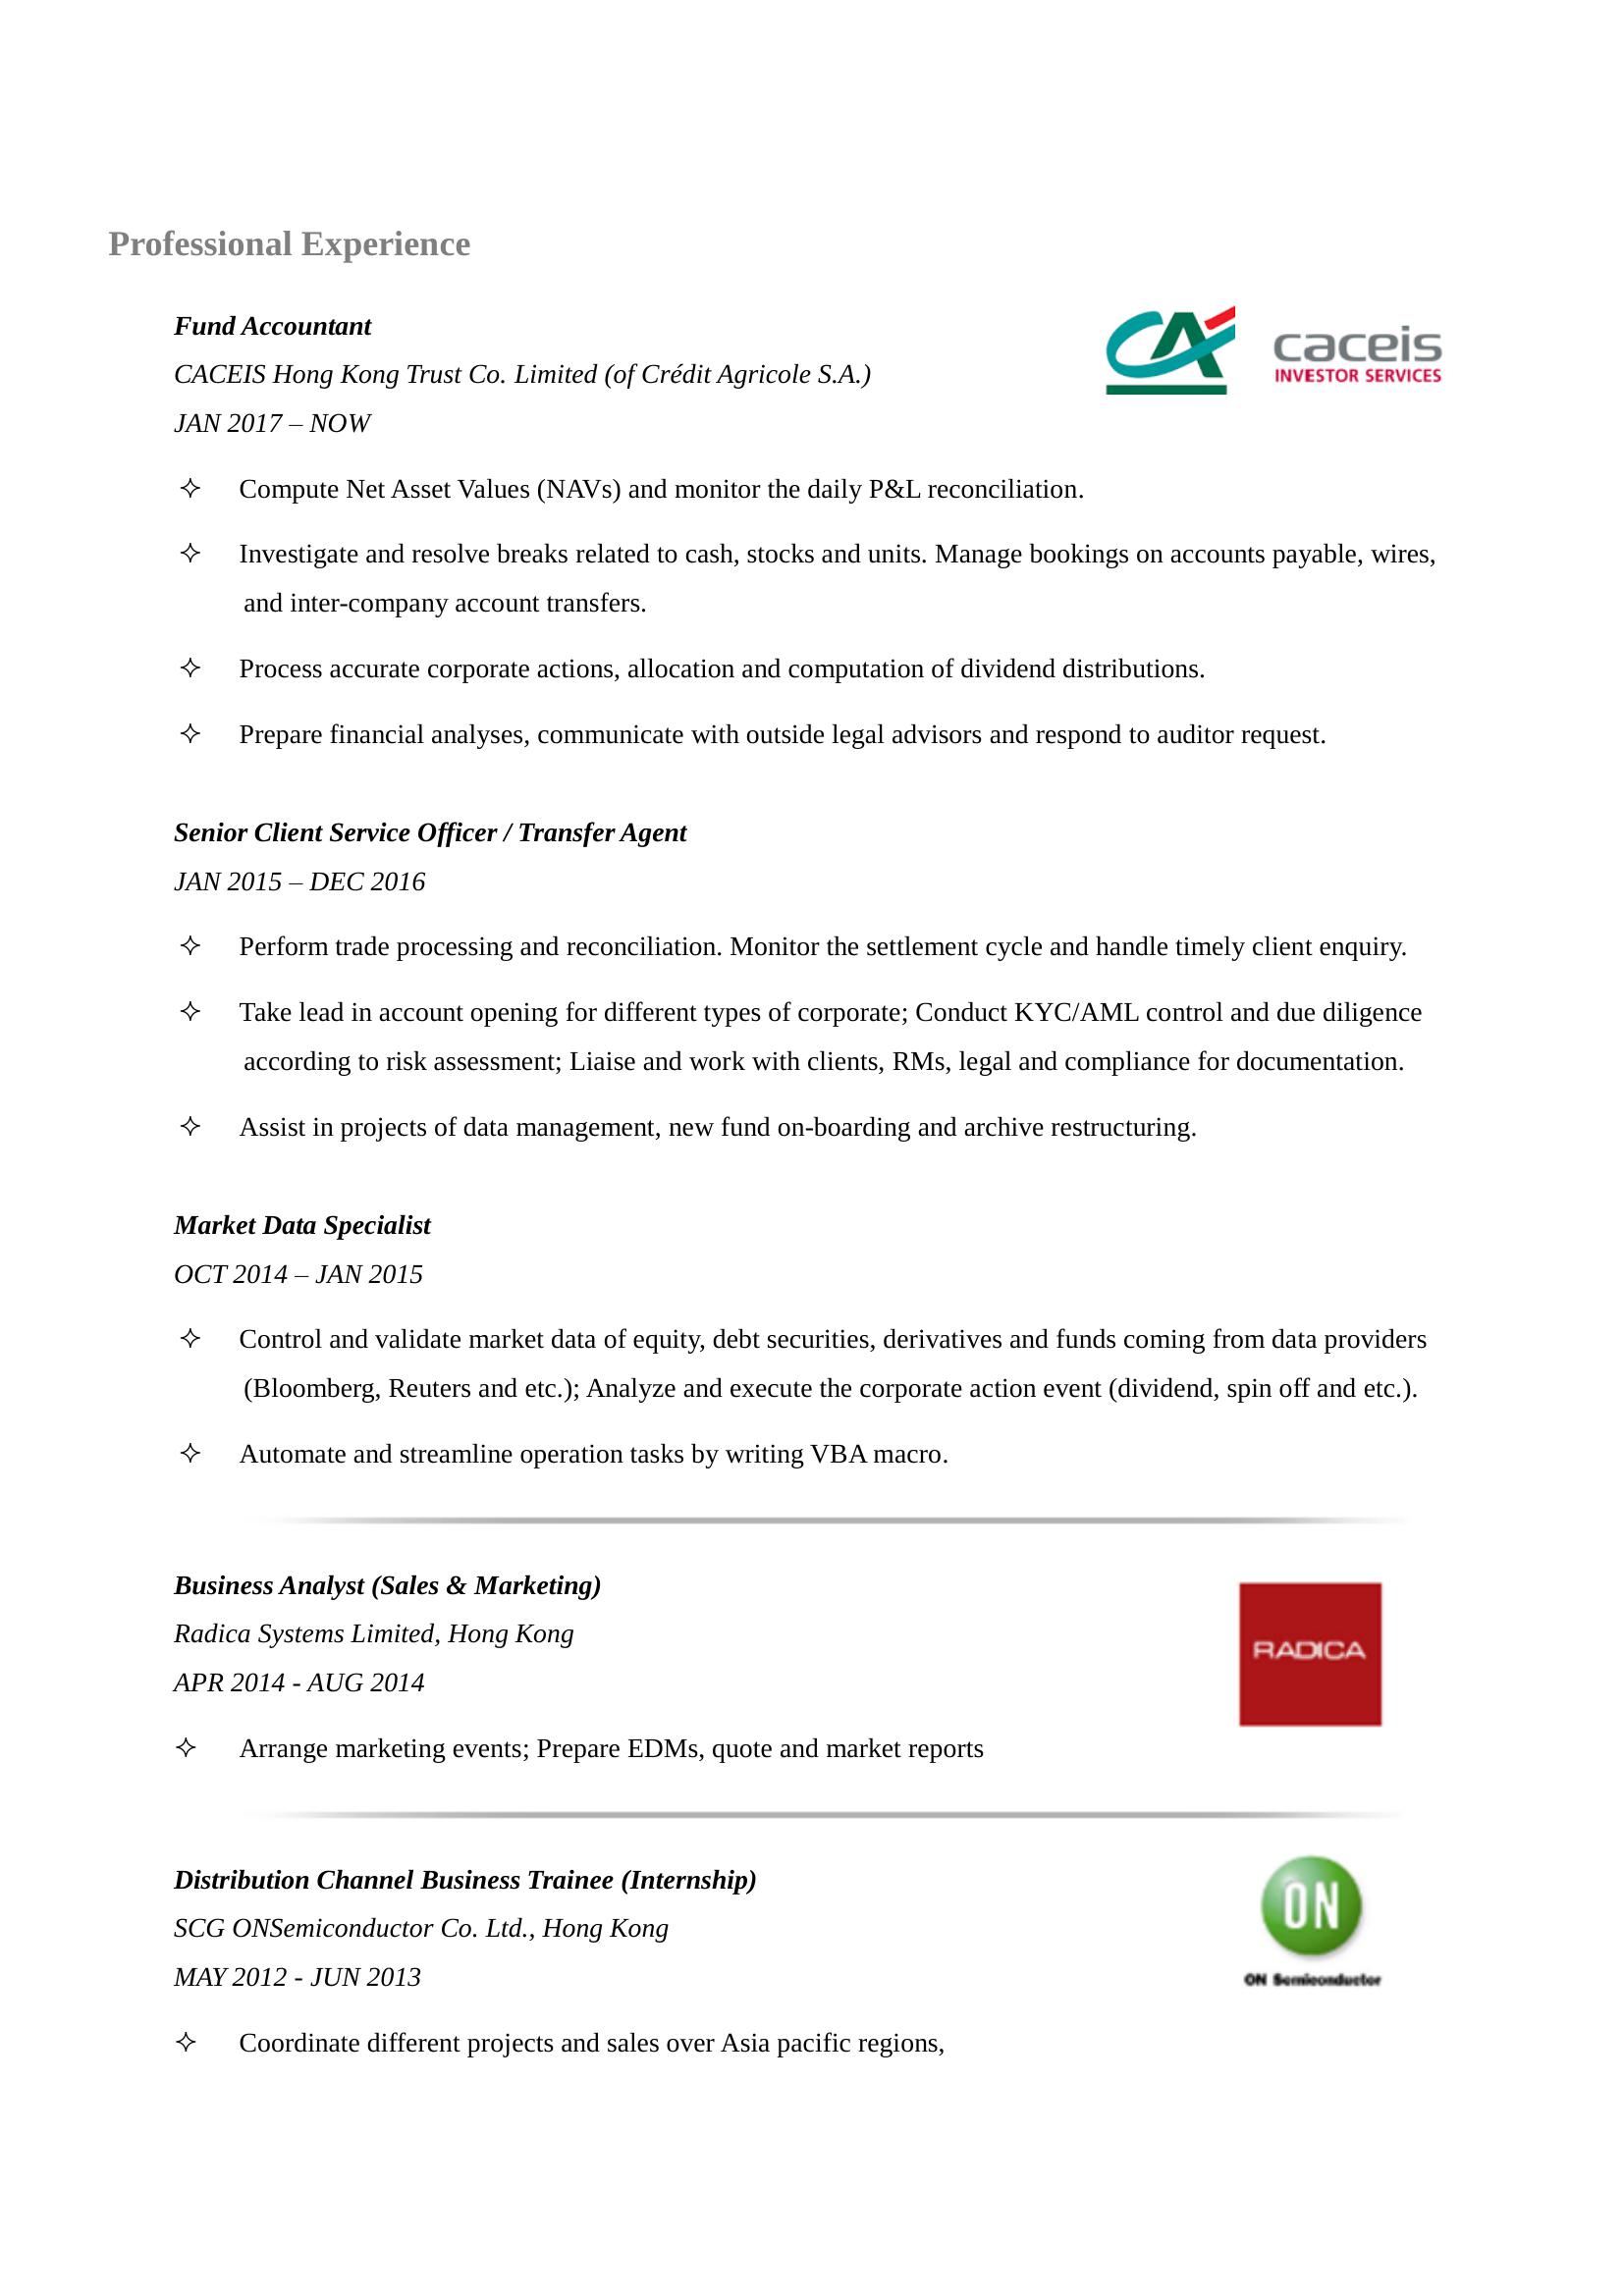 Professional Experience
Fund Accountant
CACEIS Hong Kong Trust Co. Limited (of Crédit Agricole S.A.)
JAN 2017 – NOW
CA
caceis
INVESTOR SERVICES
✧ Compute Net Asset Values (NAVs) and monitor the daily P&L reconciliation.
✧ Investigate and resolve breaks related to cash, stocks and units. Manage bookings on accounts payable, wires,
and inter-company account transfers.
✧ Process accurate corporate actions, allocation and computation of dividend distributions.
✧ Prepare financial analyses, communicate with outside legal advisors and respond to auditor request.
Senior Client Service Officer / Transfer Agent
JAN 2015 – DEC 2016
✧ Perform trade processing and reconciliation. Monitor the settlement cycle and handle timely client enquiry.
✧ Take lead in account opening for different types of corporate; Conduct KYC/AML control and due diligence
according to risk assessment; Liaise and work with clients, RMs, legal and compliance for documentation.
✧ Assist in projects of data management, new fund on-boarding and archive restructuring.
Market Data Specialist
OCT 2014 – JAN 2015
✧ Control and validate market data of equity, debt securities, derivatives and funds coming from data providers
(Bloomberg, Reuters and etc.); Analyze and execute the corporate action event (dividend, spin off and etc.).
✧ Automate and streamline operation tasks by writing VBA macro.
Business Analyst (Sales & Marketing)
Radica Systems Limited, Hong Kong
APR 2014 - AUG 2014
RADICA
✧ Arrange marketing events; Prepare EDMs, quote and market reports
Distribution Channel Business Trainee (Internship)
SCG ONSemiconductor Co. Ltd., Hong Kong
MAY 2012 - JUN 2013
ON
ON Semiconductor
✧ Coordinate different projects and sales over Asia pacific regions,